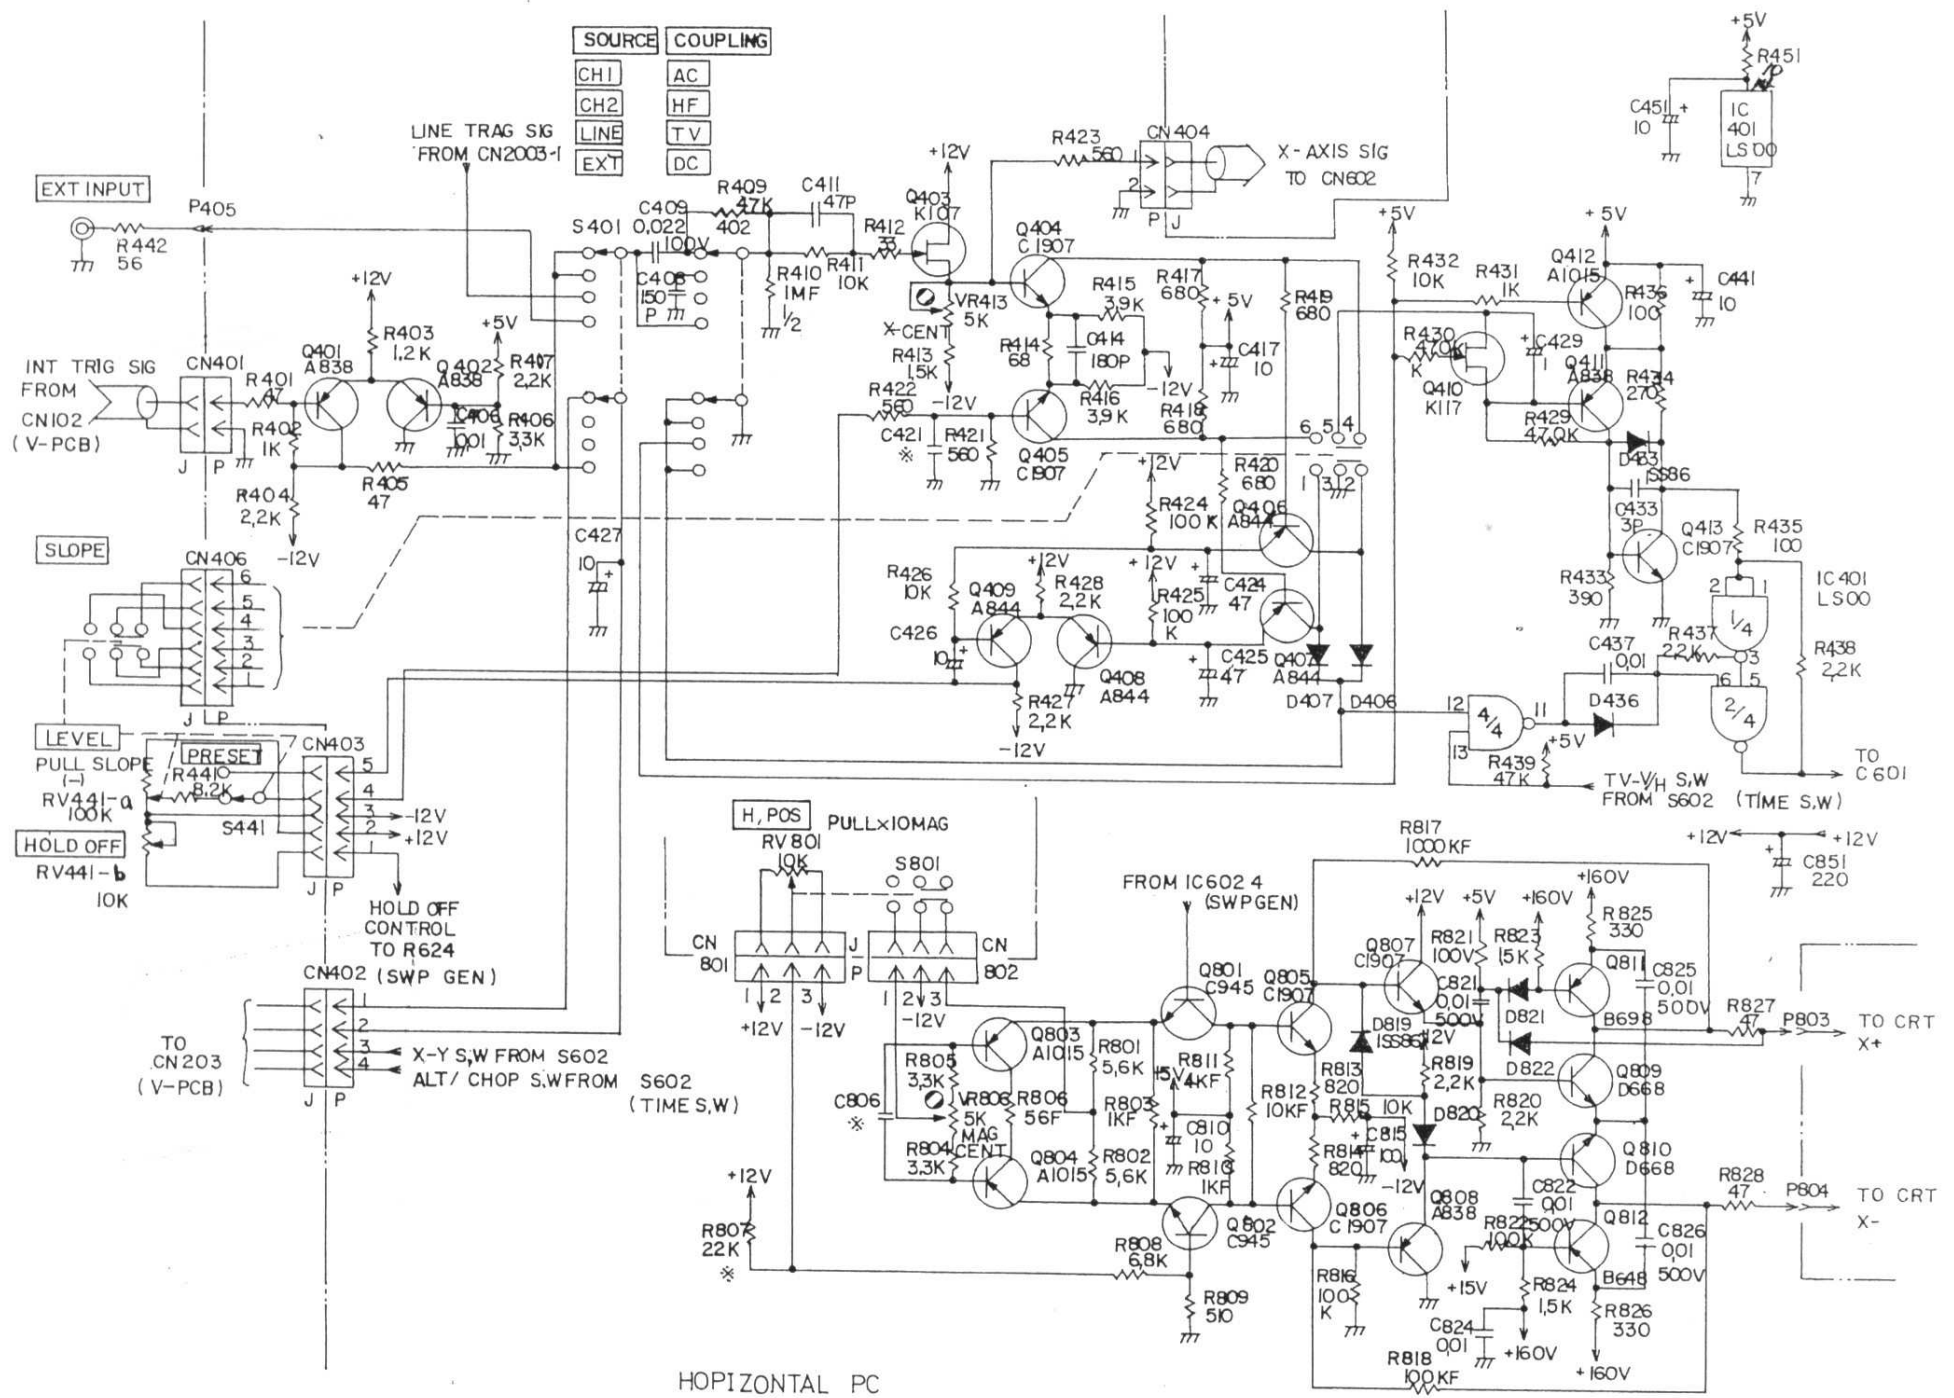 SOURCE COUPLING
CH1 AC
CH2 HF
LINE TV
EXT DC
LINE TRAG SIG
FROM CN2003-1
EXT INPUT
P405
R442
56
+12V
R403
1,2K
+5V
R407
2,2K
Q401
A838
Q402
A838
C406
0,01
R406
3,3K
INT TRIG SIG
FROM
CN102
(V-PCB)
CN401
R401
47
R402
1K
J P
R404
2,2K
R405
47
-12V
S401
C409
0,022
100V
C408
150
P
R409
47K
402
C411
47P
R410
1MF
1/2
R411
10K
R412
33
Q403
K107
+12V
VR413
5K
X-CENT
R413
1,5K
-12V
R422
560
C421
※
R421
560
Q404
C1907
Q405
C1907
R414
68
C414
180P
R415
3,9K
R416
3,9K
-12V
R423
560
CN404
1
2
P J
X-AXIS SIG
TO CN602
R417
680
+5V
C417
10
R418
680
R419
680
R420
680
6 5 4
1 3 2
+12V
R424
100K
Q406
A844
C424
47
+12V
R425
100
K
C425
47
Q407
A844
D407 D406
R426
10K
C426
10
Q409
A844
+12V
R428
2,2K
Q408
A844
R427
2,2K
-12V
C427
10
+5V
R451
C451
10
IC
401
LS00
7
+5V
R432
10K
R431
1K
+5V
Q412
A1015
R436
100
C441
10
R430
470K
K
Q410
K117
C429
1
Q411
A838
R434
270
R429
470K
D433
1SS86
C433
3P
Q413
C1907
R433
390
R435
100
IC401
LS00
2 1
1/4
3
R437
2,2K
R438
2,2K
C437
0,01
D436
6 5
2/4
12
13
4/4
11
+5V
R439
47K
TO
C601
TV-V/H S,W
FROM S602 (TIME S,W)
SLOPE
CN406
6
5
4
3
2
1
J P
LEVEL
PULL SLOPE
(-)
RV441-a
100K
PRESET
R441
8,2K
S441
HOLD OFF
RV441-b
10K
CN403
5
4
3 -12V
2 +12V
1
J P
HOLD OFF
CONTROL
TO R624
(SWP GEN)
CN402
1
2
3
4
J P
TO
CN203
(V-PCB)
X-Y S,W FROM S602
ALT/ CHOP S,W FROM S602
(TIME S,W)
H, POS
PULL×10MAG
RV801
10K
S801
CN
801
J
P
CN
802
1 2 3
+12V -12V
1 2 3
-12V
FROM IC602 4
(SWPGEN)
Q801
C945
Q803
A1015
Q804
A1015
R805
3,3K
VR806
5K
MAG
CENT
R806
56F
R804
3,3K
C806
※
R801
5,6K
R803
1KF
R802
5,6K
R811
1KF
+5V
C810
10
R810
1KF
R812
10KF
Q802
C945
+12V
R807
22K
※
R808
6,8K
R809
510
Q805
C1907
R813
820
R814
820
R815
10K
C815
100
-12V
Q806
C1907
R816
100
K
R817
1000KF
R818
100KF
Q807
C1907
+12V
D819
1SS86
12V
R819
2,2K
D820
Q808
A838
+5V
R821
100V
C821
0,01
500V
R820
2,2K
+160V
R823
1,5K
D821
D822
+160V
R825
330
Q811
B698
C825
0,01
500V
Q809
D668
Q810
D668
C822
0,01
500V
R822
100K
+15V
R824
1,5K
C824
0,01
+160V
Q812
B648
C826
0,01
500V
R826
330
+160V
+12V +12V
C851
220
R827
47
P803
TO CRT
X+
R828
47
P804
TO CRT
X-
HOPIZONTAL PC